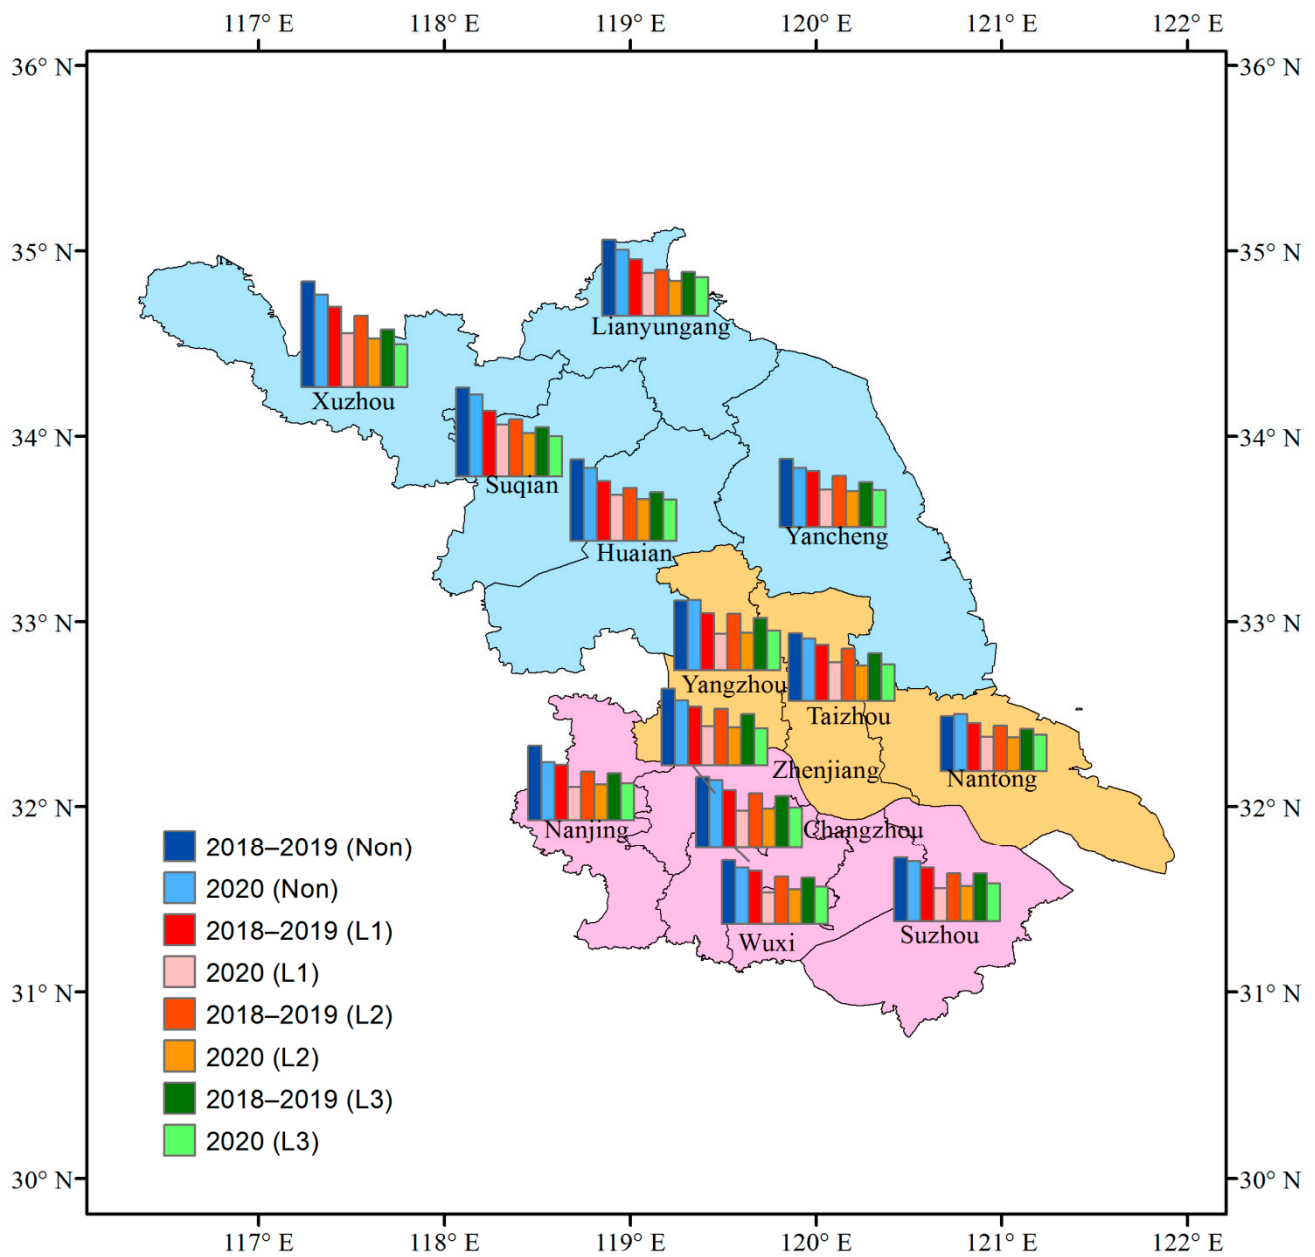 117° E 118° E 119° E 120° E 121° E 122° E
36° N 36° N
35° N 35° N
Lianyungang
Xuzhou
34° N 34° N
Suqian
Yancheng
Huaian
33° N 33° N
Yangzhou
Taizhou
Zhenjiang
Nantong
32° N 32° N
Nanjing
Changzhou
2018–2019 (Non)
2020 (Non)
2018–2019 (L1)
Suzhou
Wuxi
2020 (L1)
31° N 31° N
2018–2019 (L2)
2020 (L2)
2018–2019 (L3)
2020 (L3)
30° N 30° N
117° E 118° E 119° E 120° E 121° E 122° E